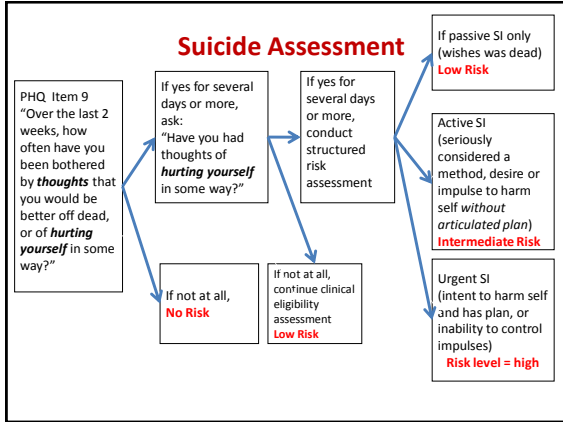 Suicide Assessment
PHQ Item 9
“Over the last 2
weeks, how
often have you
been bothered
by thoughts that
you would be
better off dead,
or of hurting
yourself in some
way?”
If yes for several
days or more,
ask:
“Have you had
thoughts of
hurting yourself
in some way?”
If not at all,
No Risk
If yes for
several days
or more,
conduct
structured
risk
assessment
If not at all,
continue clinical
eligibility
assessment
Low Risk
If passive SI only
(wishes was dead)
Low Risk
Active SI
(seriously
considered a
method, desire or
impulse to harm
self without
articulated plan)
Intermediate Risk
Urgent SI
(intent to harm self
and has plan, or
inability to control
impulses)
Risk level = high